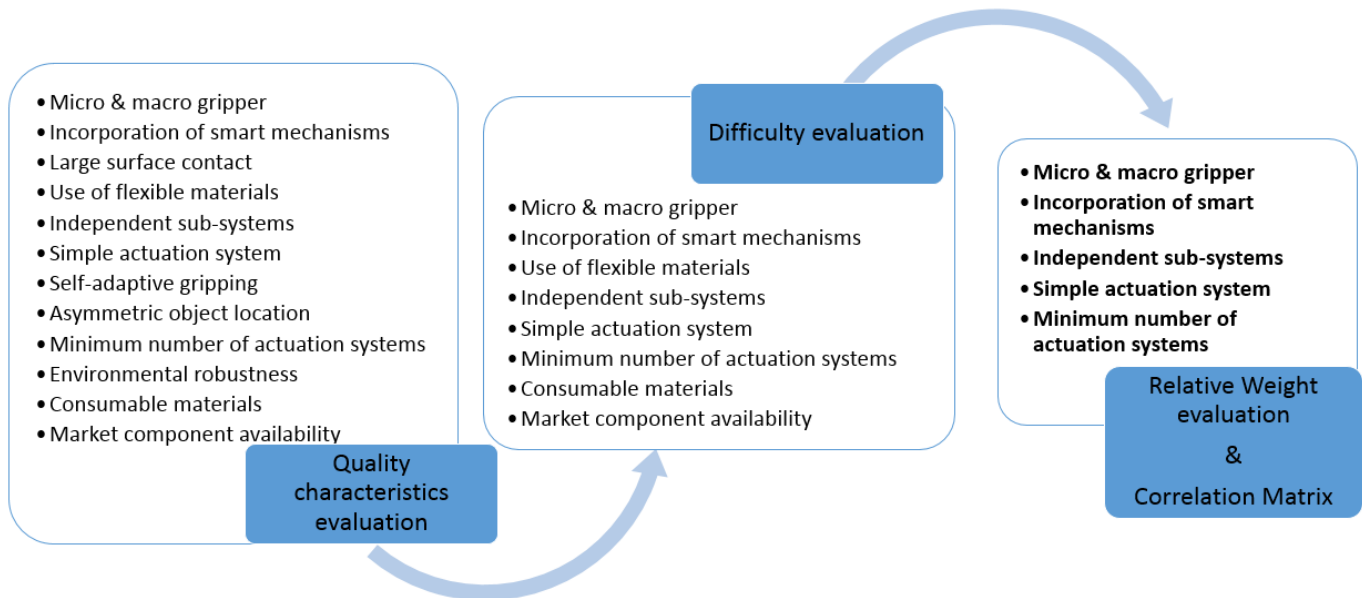 • Micro & macro gripper
• Incorporation of smart mechanisms
• Large surface contact
• Use of flexible materials
• Independent sub-systems
• Simple actuation system
• Self-adaptive gripping
• Asymmetric object location
• Minimum number of actuation systems
• Environmental robustness
• Consumable materials
• Market component availability
Quality
characteristics
evaluation
Difficulty evaluation
• Micro & macro gripper
• Incorporation of smart mechanisms
• Use of flexible materials
• Independent sub-systems
• Simple actuation system
• Minimum number of actuation systems
• Consumable materials
• Market component availability
• Micro & macro gripper
• Incorporation of smart
mechanisms
• Independent sub-systems
• Simple actuation system
• Minimum number of
actuation systems
Relative Weight
evaluation
&
Correlation Matrix